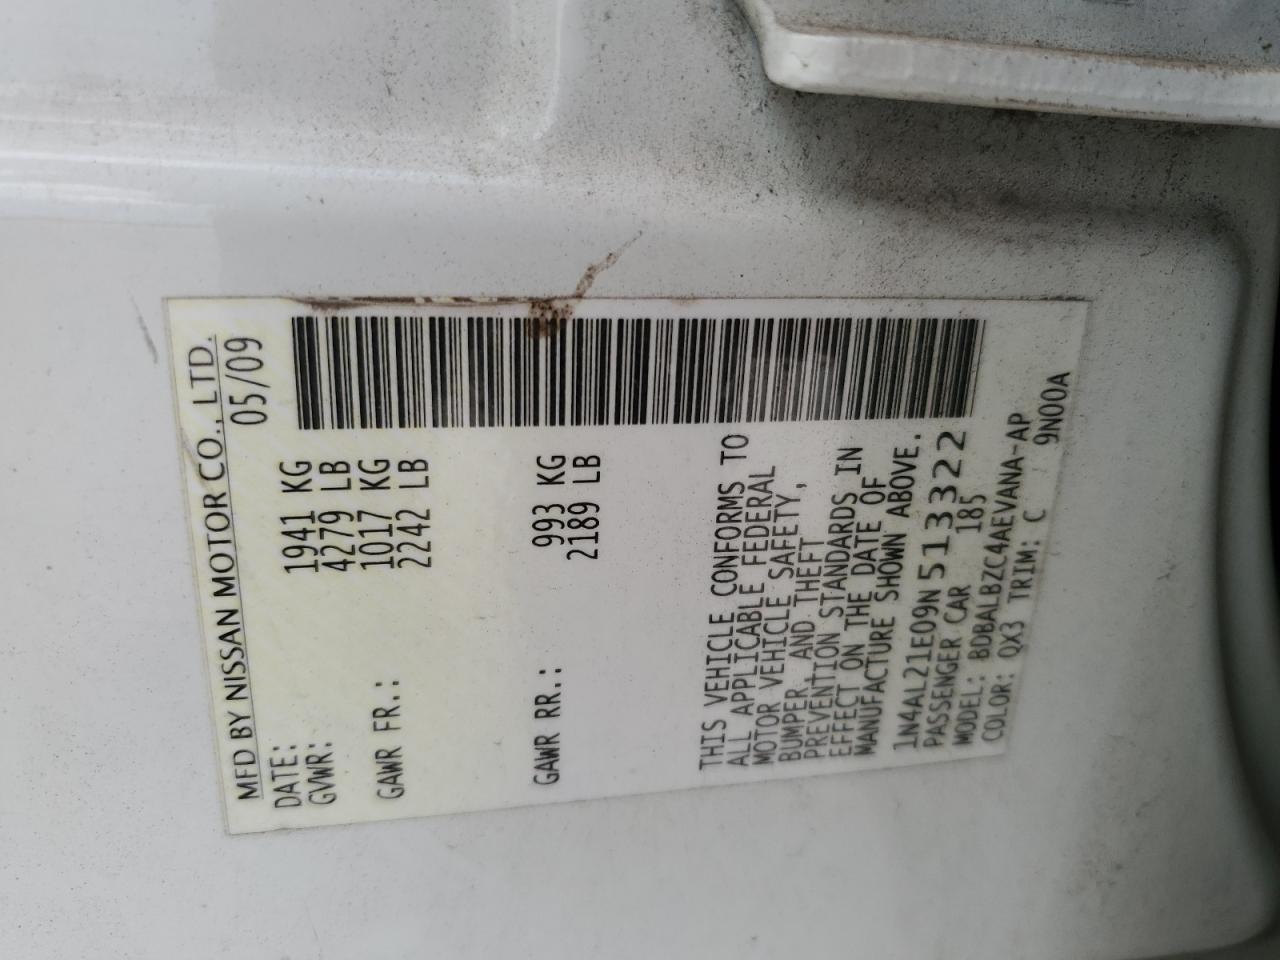 MFD BY NISSAN MOTOR CO., LTD.
DATE: 05/09
GVWR: 1941 KG
4279 LB
GAWR FR.: 1017 KG
2242 LB
GAWR RR.: 993 KG
2189 LB
THIS VEHICLE CONFORMS TO
ALL APPLICABLE FEDERAL
MOTOR VEHICLE SAFETY,
BUMPER, AND THEFT
PREVENTION STANDARDS IN
EFFECT ON THE DATE OF
MANUFACTURE SHOWN ABOVE.
1N4AL21E09N513322
PASSENGER CAR 185
MODEL: BDBALBZC4AEVANA-AP
COLOR: QX3 TRIM: C 9N00A